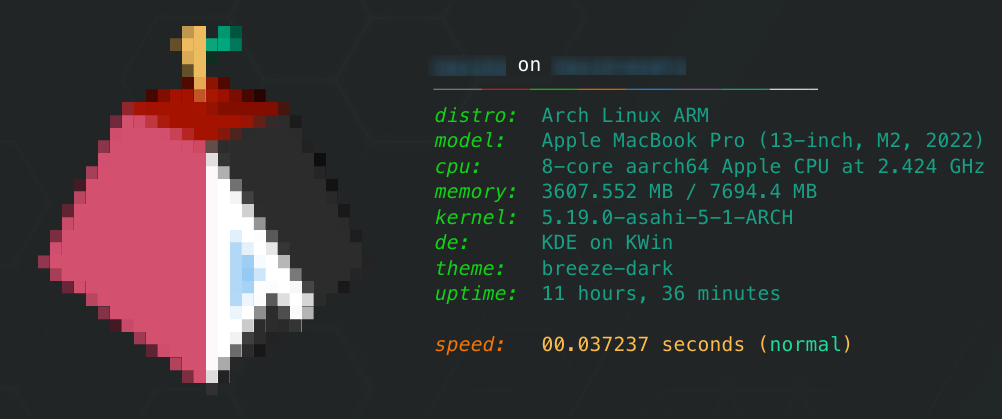 on
distro: Arch Linux ARM
model: Apple MacBook Pro (13-inch, M2, 2022)
cpu: 8-core aarch64 Apple CPU at 2.424 GHz
memory: 3607.552 MB / 7694.4 MB
kernel: 5.19.0-asahi-5-1-ARCH
de: KDE on KWin
theme: breeze-dark
uptime: 11 hours, 36 minutes
speed: 00.037237 seconds (normal)